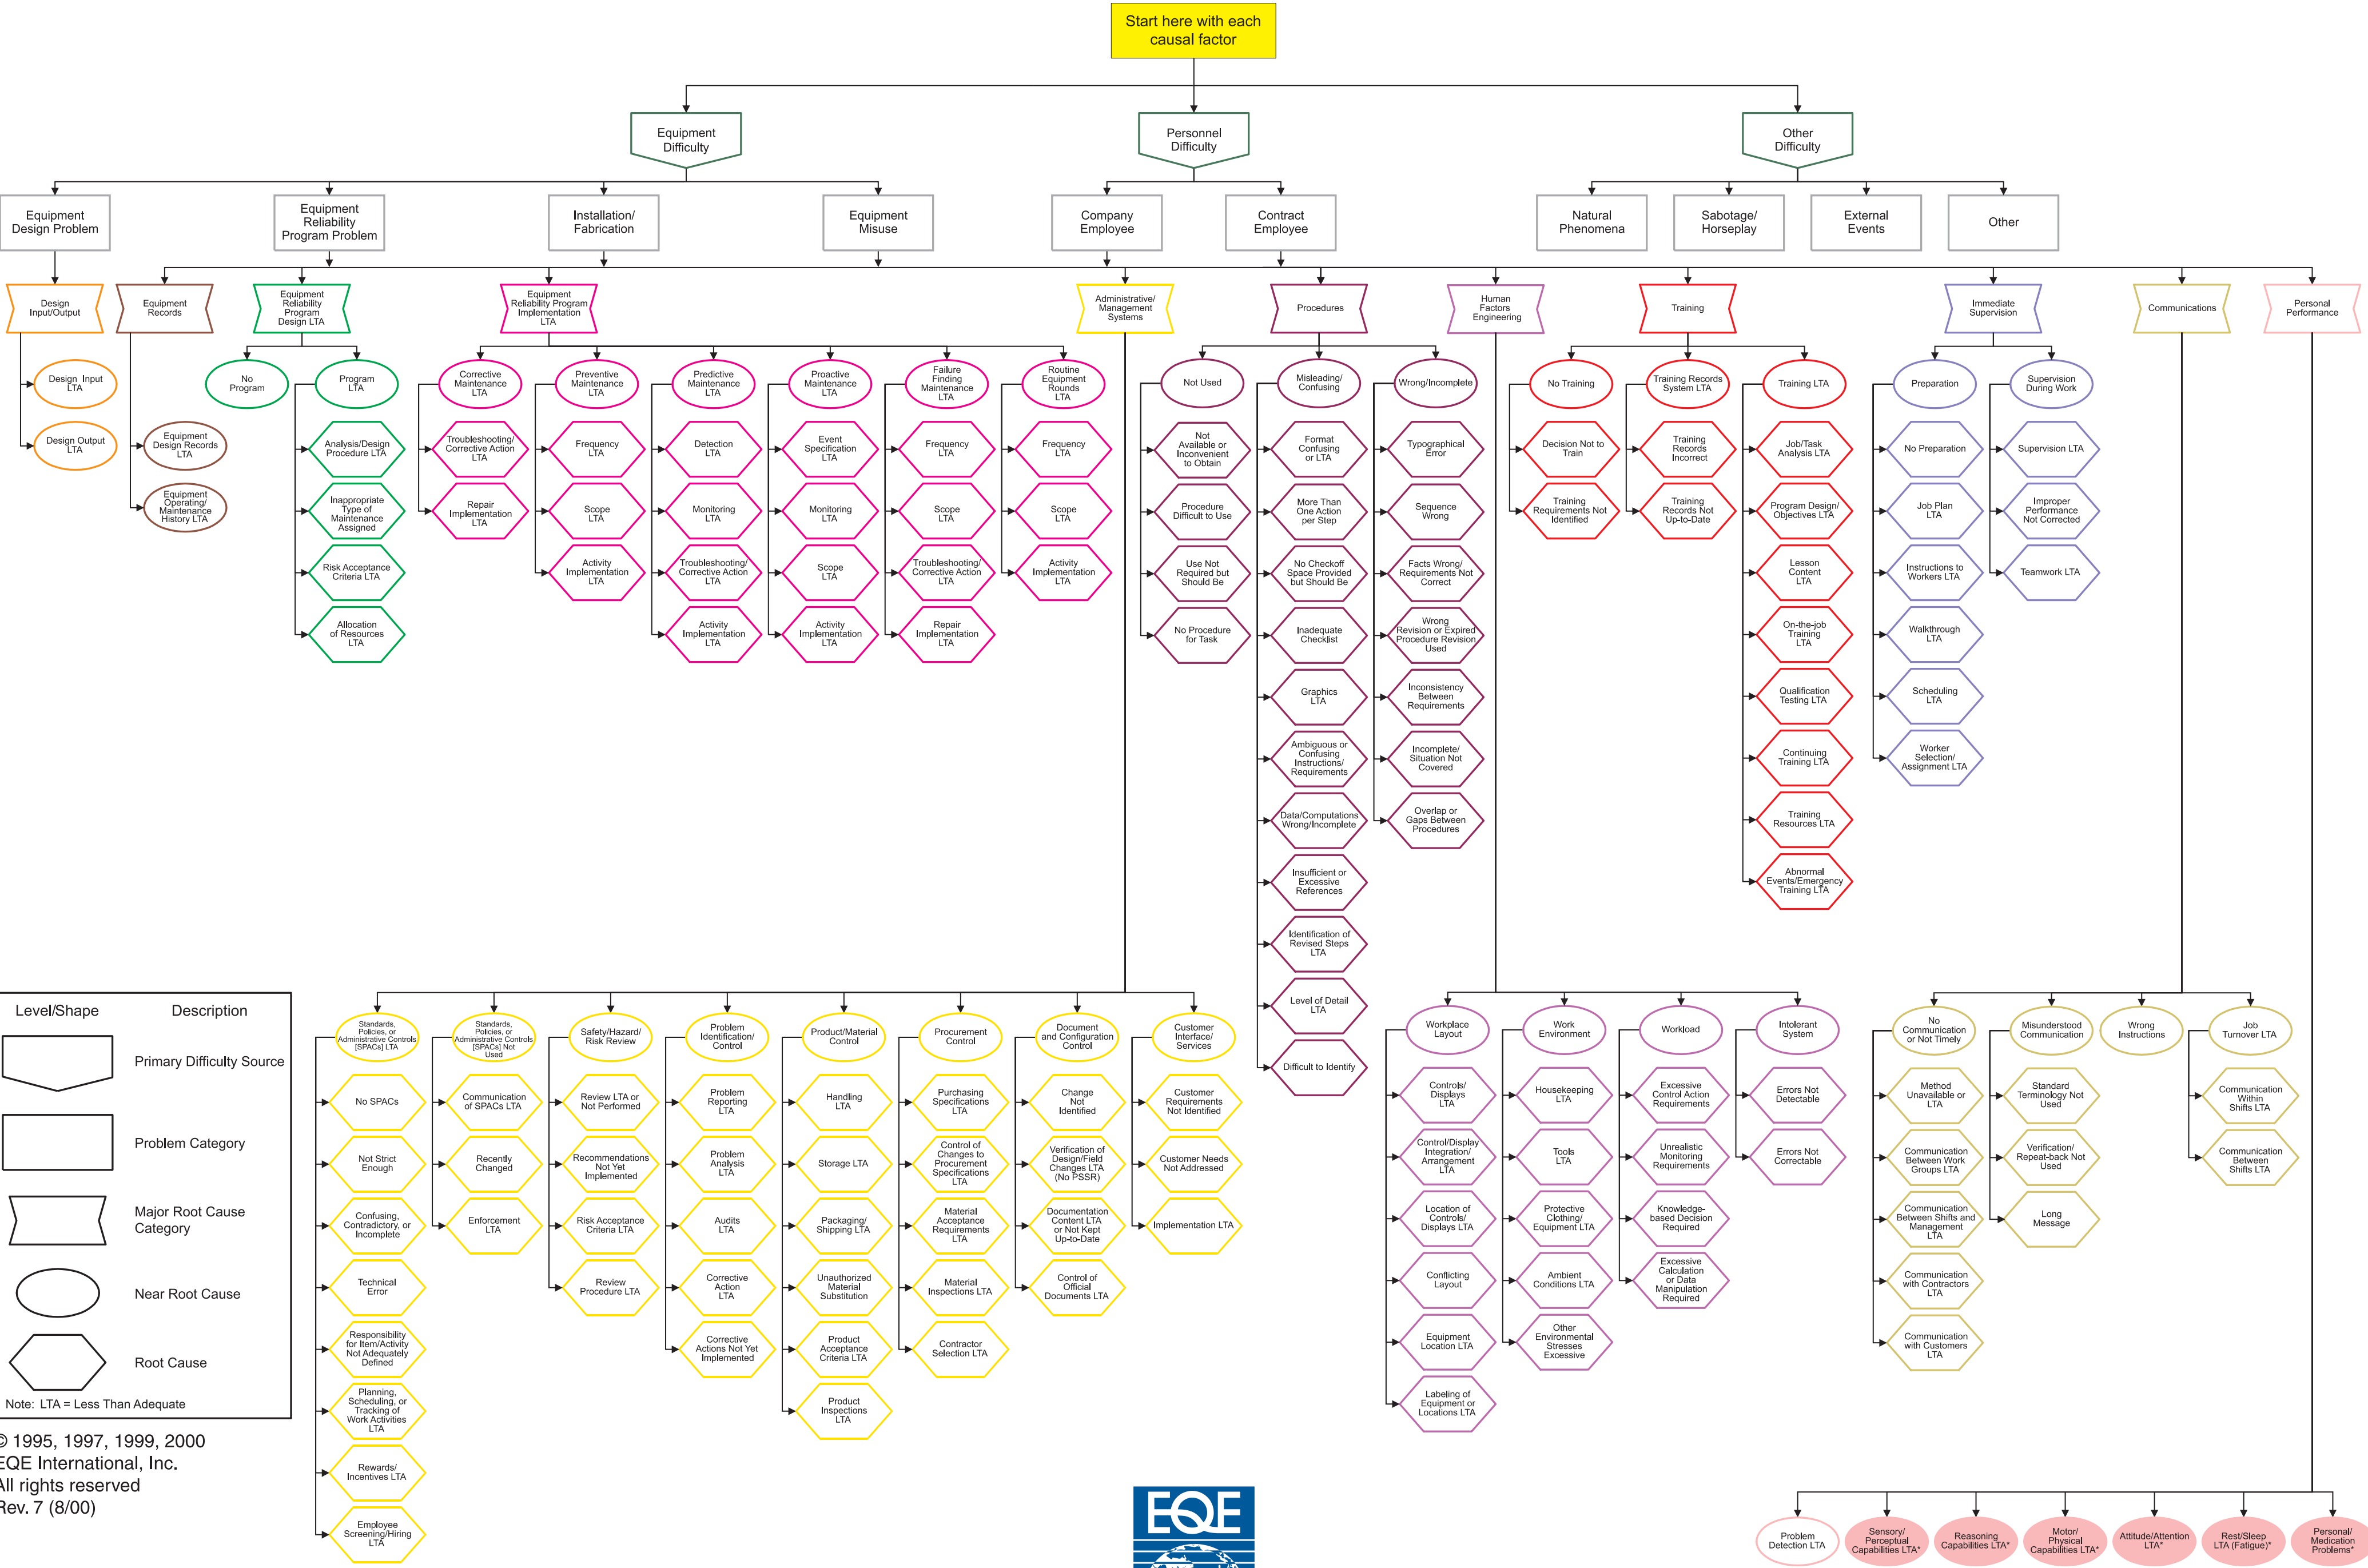 Start here with each
causal factor
Equipment
Difficulty
Personnel
Difficulty
Other
Difficulty
Equipment
Design Problem
Equipment
Reliability
Program Problem
Installation/
Fabrication
Equipment
Misuse
Company
Employee
Contract
Employee
Natural
Phenomena
Sabotage/
Horseplay
External
Events
Other
Design
Input/Output
Equipment
Records
Equipment
Reliability
Program
Design LTA
Equipment
Reliability Program
Implementation
LTA
Administrative/
Management
Systems
Procedures
Human
Factors
Engineering
Training
Immediate
Supervision
Communications
Personal
Performance
Design Input
LTA
Design Output
LTA
Equipment
Design Records
LTA
Equipment
Operating/
Maintenance
History LTA
No
Program
Program
LTA
Analysis/Design
Procedure LTA
Inappropriate
Type of
Maintenance
Assigned
Risk Acceptance
Criteria LTA
Allocation
of Resources
LTA
Corrective
Maintenance
LTA
Troubleshooting/
Corrective Action
LTA
Repair
Implementation
LTA
Preventive
Maintenance
LTA
Frequency
LTA
Scope
LTA
Activity
Implementation
LTA
Predictive
Maintenance
LTA
Detection
LTA
Monitoring
LTA
Troubleshooting/
Corrective Action
LTA
Activity
Implementation
LTA
Proactive
Maintenance
LTA
Event
Specification
LTA
Monitoring
LTA
Scope
LTA
Activity
Implementation
LTA
Failure
Finding
Maintenance
LTA
Frequency
LTA
Scope
LTA
Troubleshooting/
Corrective Action
LTA
Repair
Implementation
LTA
Routine
Equipment
Rounds
LTA
Frequency
LTA
Scope
LTA
Activity
Implementation
LTA
Not Used
Not
Available or
Inconvenient
to Obtain
Procedure
Difficult to Use
Use Not
Required but
Should Be
No Procedure
for Task
Misleading/
Confusing
Format
Confusing
or LTA
More Than
One Action
per Step
No Checkoff
Space Provided
but Should Be
Inadequate
Checklist
Graphics
LTA
Ambiguous or
Confusing
Instructions/
Requirements
Data/Computations
Wrong/Incomplete
Insufficient or
Excessive
References
Identification of
Revised Steps
LTA
Level of Detail
LTA
Difficult to Identify
Wrong/Incomplete
Typographical
Error
Sequence
Wrong
Facts Wrong/
Requirements Not
Correct
Wrong
Revision or Expired
Procedure Revision
Used
Inconsistency
Between
Requirements
Incomplete/
Situation Not
Covered
Overlap or
Gaps Between
Procedures
No Training
Decision Not to
Train
Training
Requirements Not
Identified
Training Records
System LTA
Training
Records
Incorrect
Training
Records Not
Up-to-Date
Training LTA
Job/Task
Analysis LTA
Program Design/
Objectives LTA
Lesson
Content
LTA
On-the-job
Training
LTA
Qualification
Testing LTA
Continuing
Training LTA
Training
Resources LTA
Abnormal
Events/Emergency
Training LTA
Preparation
No Preparation
Job Plan
LTA
Instructions to
Workers LTA
Walkthrough
LTA
Scheduling
LTA
Worker
Selection/
Assignment LTA
Supervision
During Work
Supervision LTA
Improper
Performance
Not Corrected
Teamwork LTA
Level/Shape
Description
Primary Difficulty Source
Problem Category
Major Root Cause
Category
Near Root Cause
Root Cause
Note: LTA = Less Than Adequate
© 1995, 1997, 1999, 2000
EQE International, Inc.
All rights reserved
Rev. 7 (8/00)
Standards,
Policies, or
Administrative Controls
[SPACs] LTA
No SPACs
Not Strict
Enough
Confusing,
Contradictory, or
Incomplete
Technical
Error
Responsibility
for Item/Activity
Not Adequately
Defined
Planning,
Scheduling, or
Tracking of
Work Activities
LTA
Rewards/
Incentives LTA
Employee
Screening/Hiring
LTA
Standards,
Policies, or
Administrative Controls
[SPACs] Not
Used
Communication
of SPACs LTA
Recently
Changed
Enforcement
LTA
Safety/Hazard/
Risk Review
Review LTA or
Not Performed
Recommendations
Not Yet
Implemented
Risk Acceptance
Criteria LTA
Review
Procedure LTA
Problem
Identification/
Control
Problem
Reporting
LTA
Problem
Analysis
LTA
Audits
LTA
Corrective
Action
LTA
Corrective
Actions Not Yet
Implemented
Product/Material
Control
Handling
LTA
Storage LTA
Packaging/
Shipping LTA
Unauthorized
Material
Substitution
Product
Acceptance
Criteria LTA
Product
Inspections
LTA
Procurement
Control
Purchasing
Specifications
LTA
Control of
Changes to
Procurement
Specifications
LTA
Material
Acceptance
Requirements
LTA
Material
Inspections LTA
Contractor
Selection LTA
Document
and Configuration
Control
Change
Not
Identified
Verification of
Design/Field
Changes LTA
(No PSSR)
Documentation
Content LTA
or Not Kept
Up-to-Date
Control of
Official
Documents LTA
Customer
Interface/
Services
Customer
Requirements
Not Identified
Customer Needs
Not Addressed
Implementation LTA
Workplace
Layout
Controls/
Displays
LTA
Control/Display
Integration/
Arrangement
LTA
Location of
Controls/
Displays LTA
Conflicting
Layout
Equipment
Location LTA
Labeling of
Equipment or
Locations LTA
Work
Environment
Housekeeping
LTA
Tools
LTA
Protective
Clothing/
Equipment LTA
Ambient
Conditions LTA
Other
Environmental
Stresses
Excessive
Workload
Excessive
Control Action
Requirements
Unrealistic
Monitoring
Requirements
Knowledge-
based Decision
Required
Excessive
Calculation
or Data
Manipulation
Required
Intolerant
System
Errors Not
Detectable
Errors Not
Correctable
No
Communication
or Not Timely
Method
Unavailable or
LTA
Communication
Between Work
Groups LTA
Communication
Between Shifts and
Management
LTA
Communication
with Contractors
LTA
Communication
with Customers
LTA
Misunderstood
Communication
Standard
Terminology Not
Used
Verification/
Repeat-back Not
Used
Long
Message
Wrong
Instructions
Job
Turnover LTA
Communication
Within
Shifts LTA
Communication
Between
Shifts LTA
EQE
Problem
Detection LTA
Sensory/
Perceptual
Capabilities LTA*
Reasoning
Capabilities LTA*
Motor/
Physical
Capabilities LTA*
Attitude/Attention
LTA*
Rest/Sleep
LTA (Fatigue)*
Personal/
Medication
Problems*